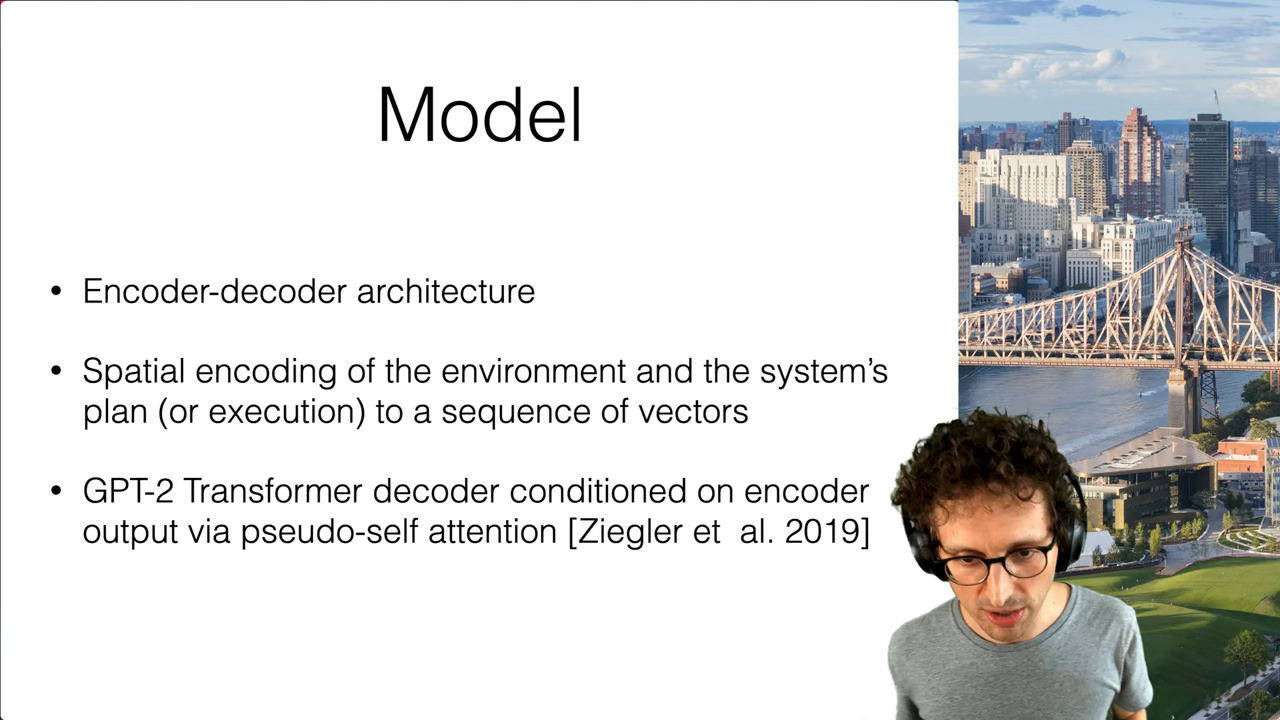 Model
• Encoder-decoder architecture
• Spatial encoding of the environment and the system’s
plan (or execution) to a sequence of vectors
• GPT-2 Transformer decoder conditioned on encoder
output via pseudo-self attention [Ziegler et al. 2019]